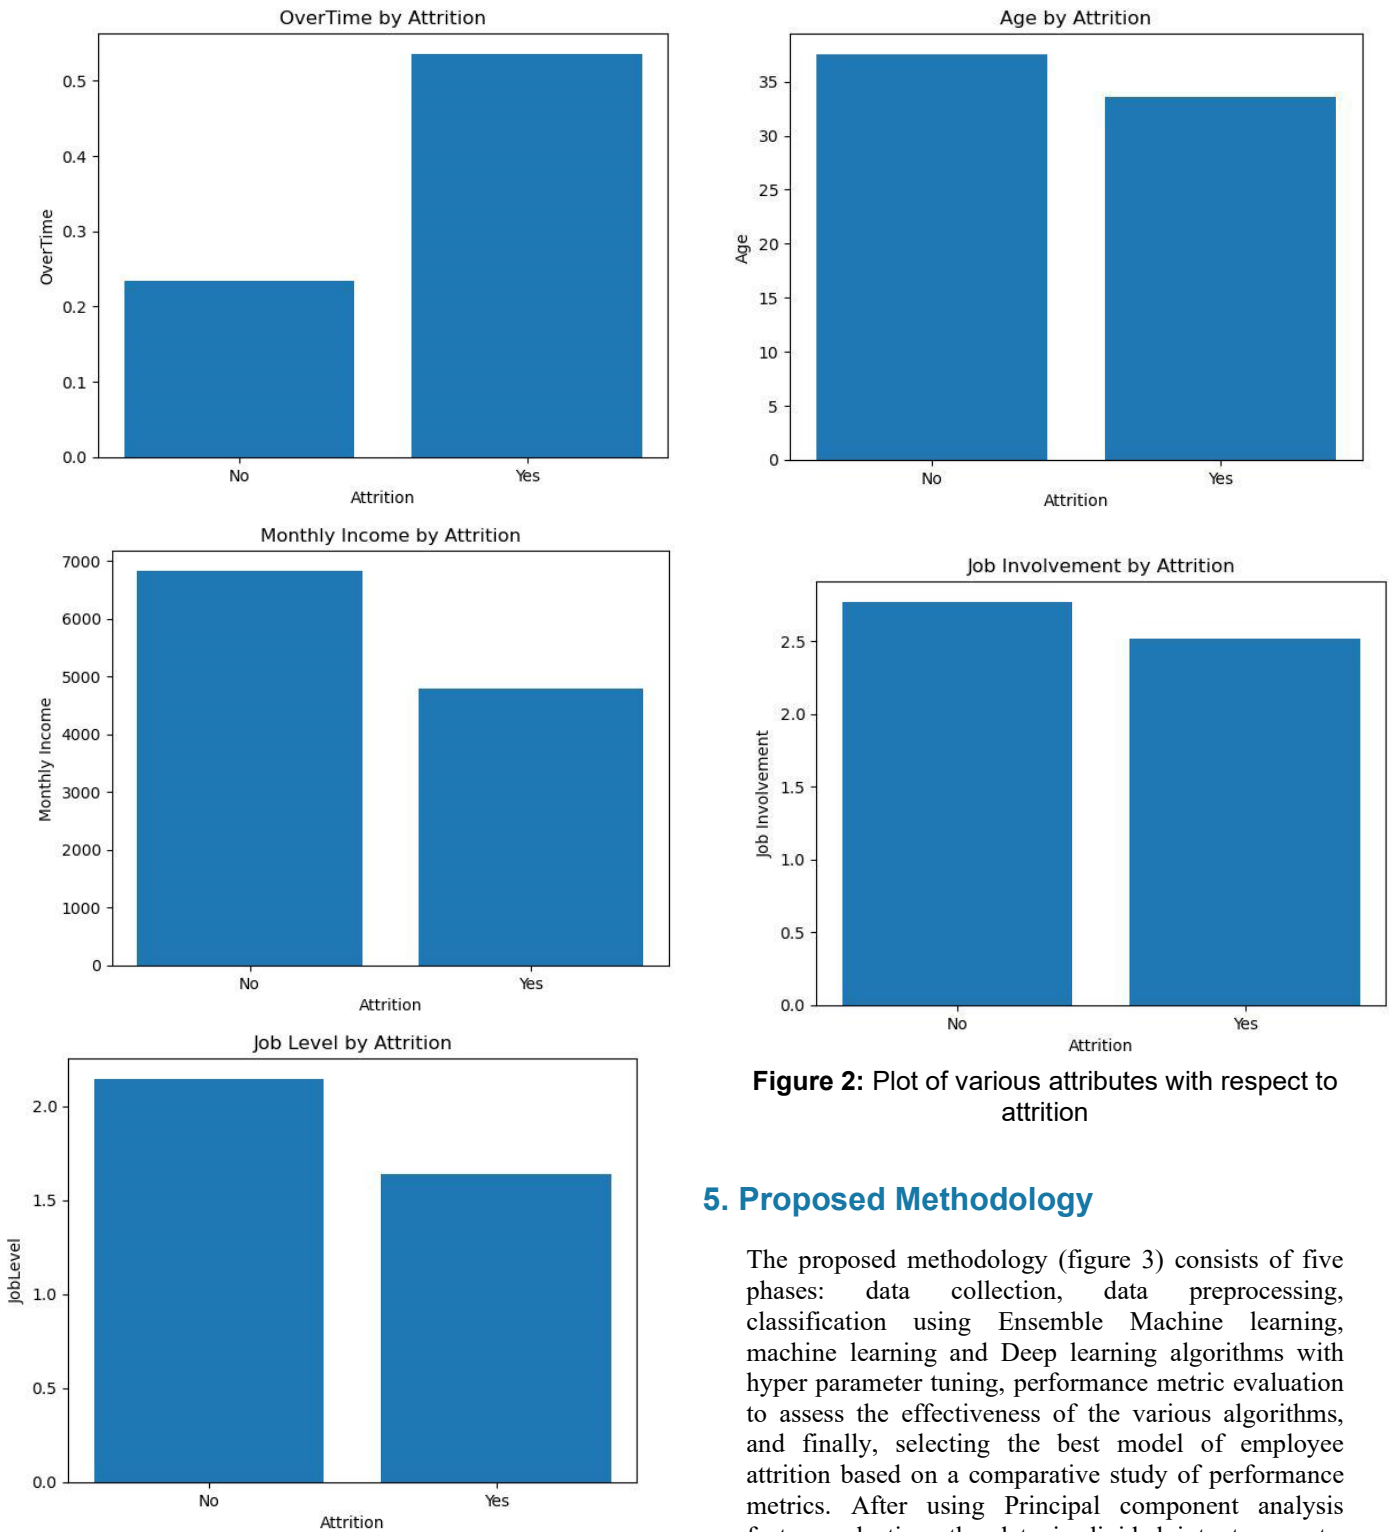 OverTime by Attrition
OverTime
0.5
0.4
0.3
0.2
0.1
0.0
No Yes
Attrition
Monthly Income by Attrition
Monthly Income
7000
6000
5000
4000
3000
2000
1000
0
No Yes
Attrition
Job Level by Attrition
JobLevel
2.0
1.5
1.0
0.5
0.0
No Yes
Attrition
Age by Attrition
Age
35
30
25
20
15
10
5
0
No Yes
Attrition
Job Involvement by Attrition
Job Involvement
2.5
2.0
1.5
1.0
0.5
0.0
No Yes
Attrition
Figure 2: Plot of various attributes with respect to
attrition
5. Proposed Methodology
The proposed methodology (figure 3) consists of five
phases: data collection, data preprocessing,
classification using Ensemble Machine learning,
machine learning and Deep learning algorithms with
hyper parameter tuning, performance metric evaluation
to assess the effectiveness of the various algorithms,
and finally, selecting the best model of employee
attrition based on a comparative study of performance
metrics. After using Principal component analysis